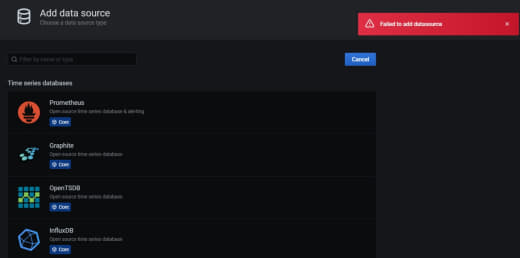 Add data source
Choose a data source type
Failed to add datasource
Filter by name or type
Cancel
Time series databases
Prometheus
Open source time series database & alerting
Core
Graphite
Open source time series database
Core
OpenTSDB
Open source time series database
Core
InfluxDB
Open source time series database
Core